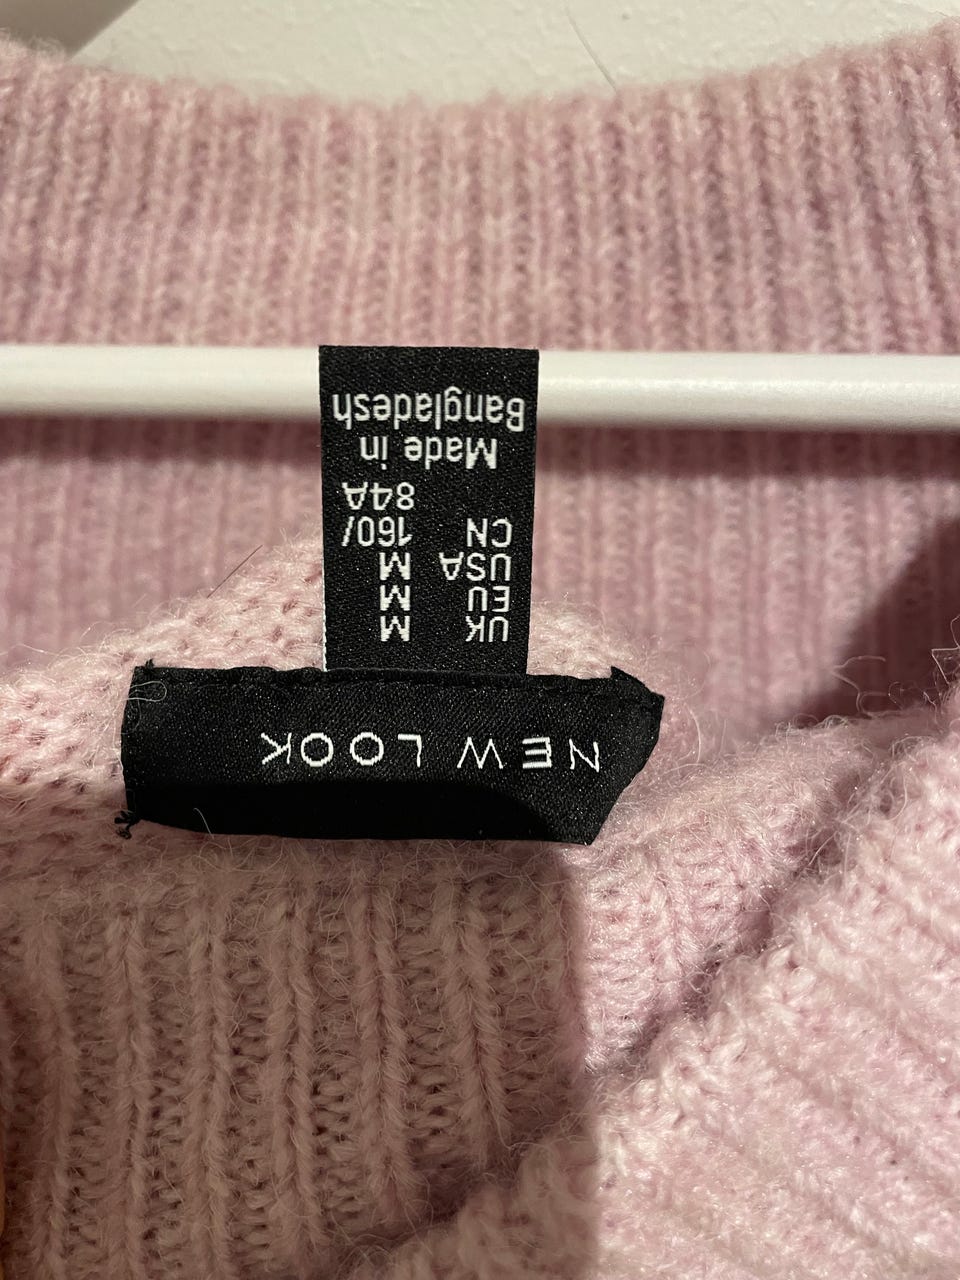 NEW LOOK
UK M
EU M
USA M
CN 160/
84A
Made in
Bangladesh